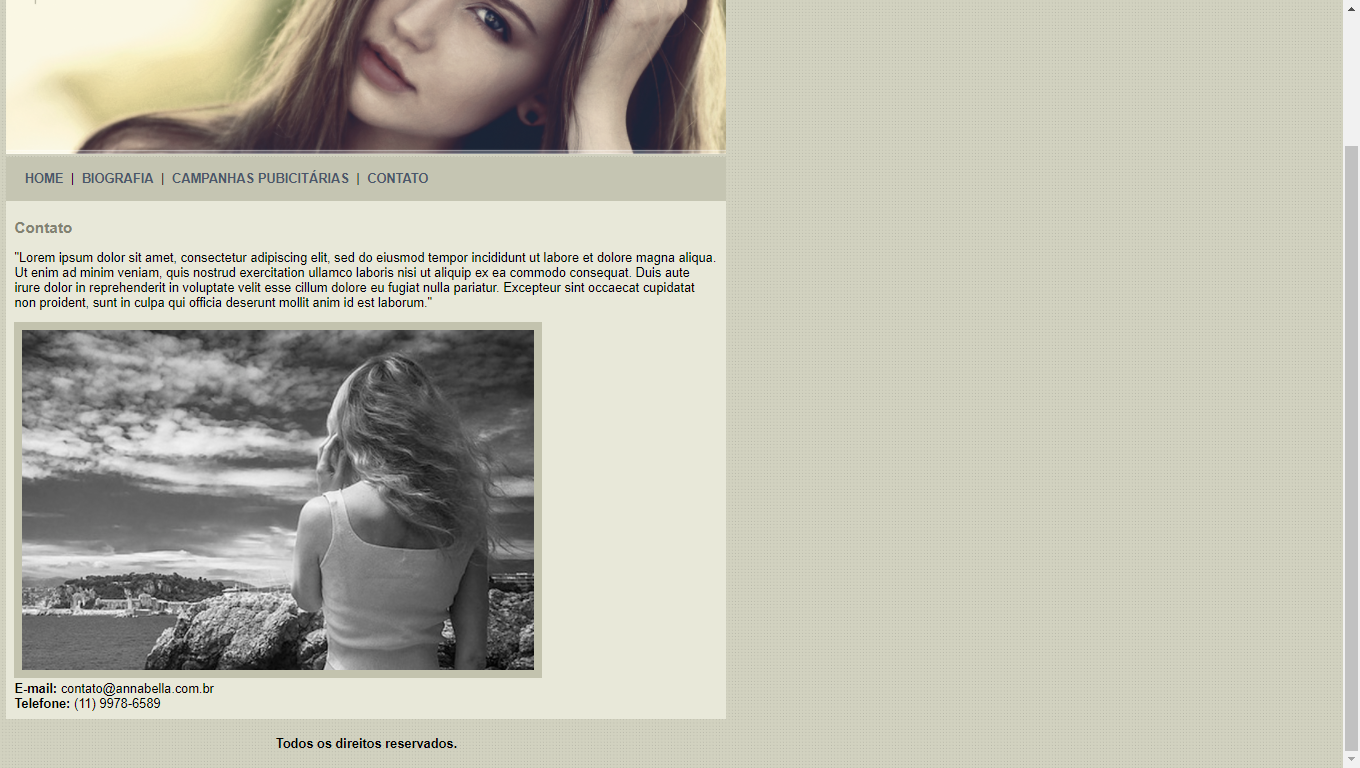 HOME | BIOGRAFIA | CAMPANHAS PUBICITÁRIAS | CONTATO
Contato
"Lorem ipsum dolor sit amet, consectetur adipiscing elit, sed do eiusmod tempor incididunt ut labore et dolore magna aliqua.
Ut enim ad minim veniam, quis nostrud exercitation ullamco laboris nisi ut aliquip ex ea commodo consequat. Duis aute
irure dolor in reprehenderit in voluptate velit esse cillum dolore eu fugiat nulla pariatur. Excepteur sint occaecat cupidatat
non proident, sunt in culpa qui officia deserunt mollit anim id est laborum."
E-mail: contato@annabella.com.br
Telefone: (11) 9978-6589
Todos os direitos reservados.